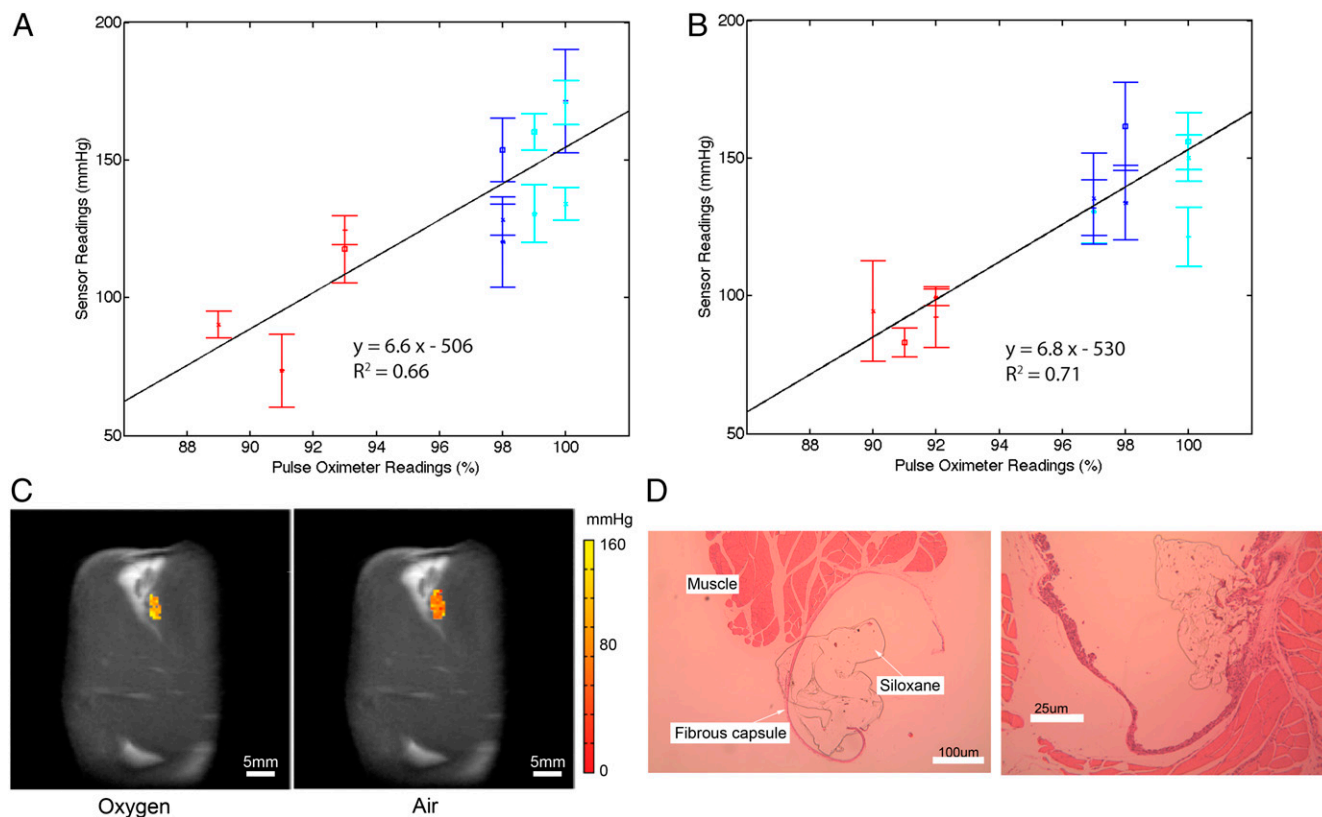 A
200
150
100
50
Sensor Readings (mmHg)
y = 6.6 x - 506
R² = 0.66
88 90 92 94 96 98 100
Pulse Oximeter Readings (%)
B
200
150
100
50
Sensor Readings (mmHg)
y = 6.8 x - 530
R² = 0.71
88 90 92 94 96 98 100
Pulse Oximeter Readings (%)
C
mmHg
160
80
0
5mm
5mm
Oxygen
Air
D
Muscle
Siloxane
Fibrous capsule
100um
25um